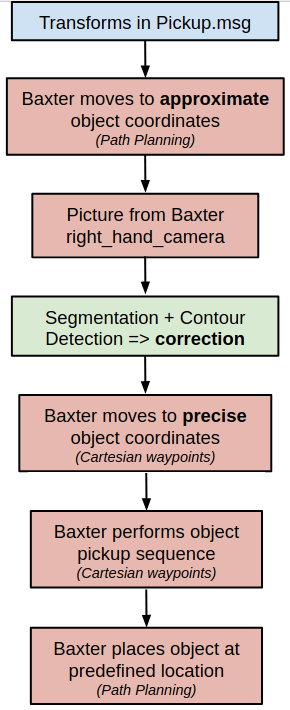 Transforms in Pickup.msg
Baxter moves to approximate
object coordinates
(Path Planning)
Picture from Baxter
right_hand_camera
Segmentation + Contour
Detection => correction
Baxter moves to precise
object coordinates
(Cartesian waypoints)
Baxter performs object
pickup sequence
(Cartesian waypoints)
Baxter places object at
predefined location
(Path Planning)